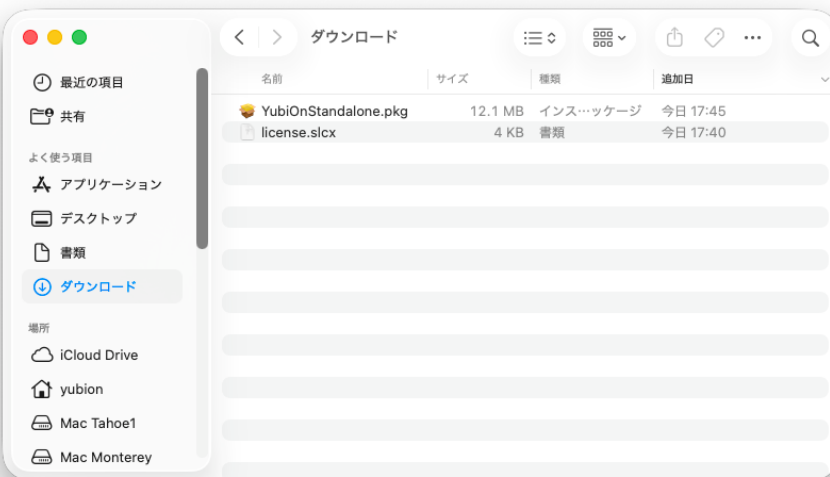 ダウンロード
最近の項目
共有
よく使う項目
アプリケーション
デスクトップ
書類
ダウンロード
場所
iCloud Drive
yubion
Mac Tahoe1
Mac Monterey
名前 サイズ 種類 追加日
YubiOnStandalone.pkg 12.1 MB インス…ッケージ 今日 17:45
license.slcx 4 KB 書類 今日 17:40